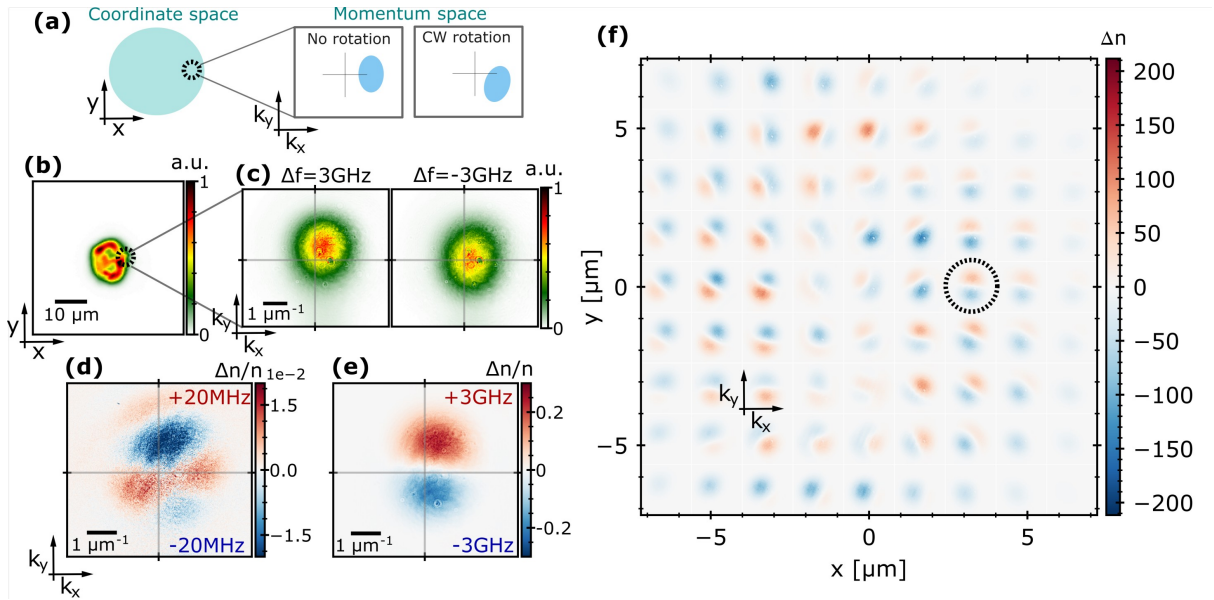 (a)
Coordinate space
Momentum space
No rotation
CW rotation
y
x
k_y
k_x
(b)
a.u.
1
0
10 µm
y
x
(c)
Δf=3GHz
Δf=-3GHz
a.u.
1
0
1 µm⁻¹
k_y
k_x
(d)
Δn/n
1e−2
+20MHz
-20MHz
1.5
0.0
−1.5
1 µm⁻¹
k_y
k_x
(e)
Δn/n
+3GHz
-3GHz
0.2
0
-0.2
1 µm⁻¹
(f)
Δn
200
150
100
50
0
−50
−100
−150
−200
5
0
−5
y [µm]
k_y
k_x
−5
0
5
x [µm]